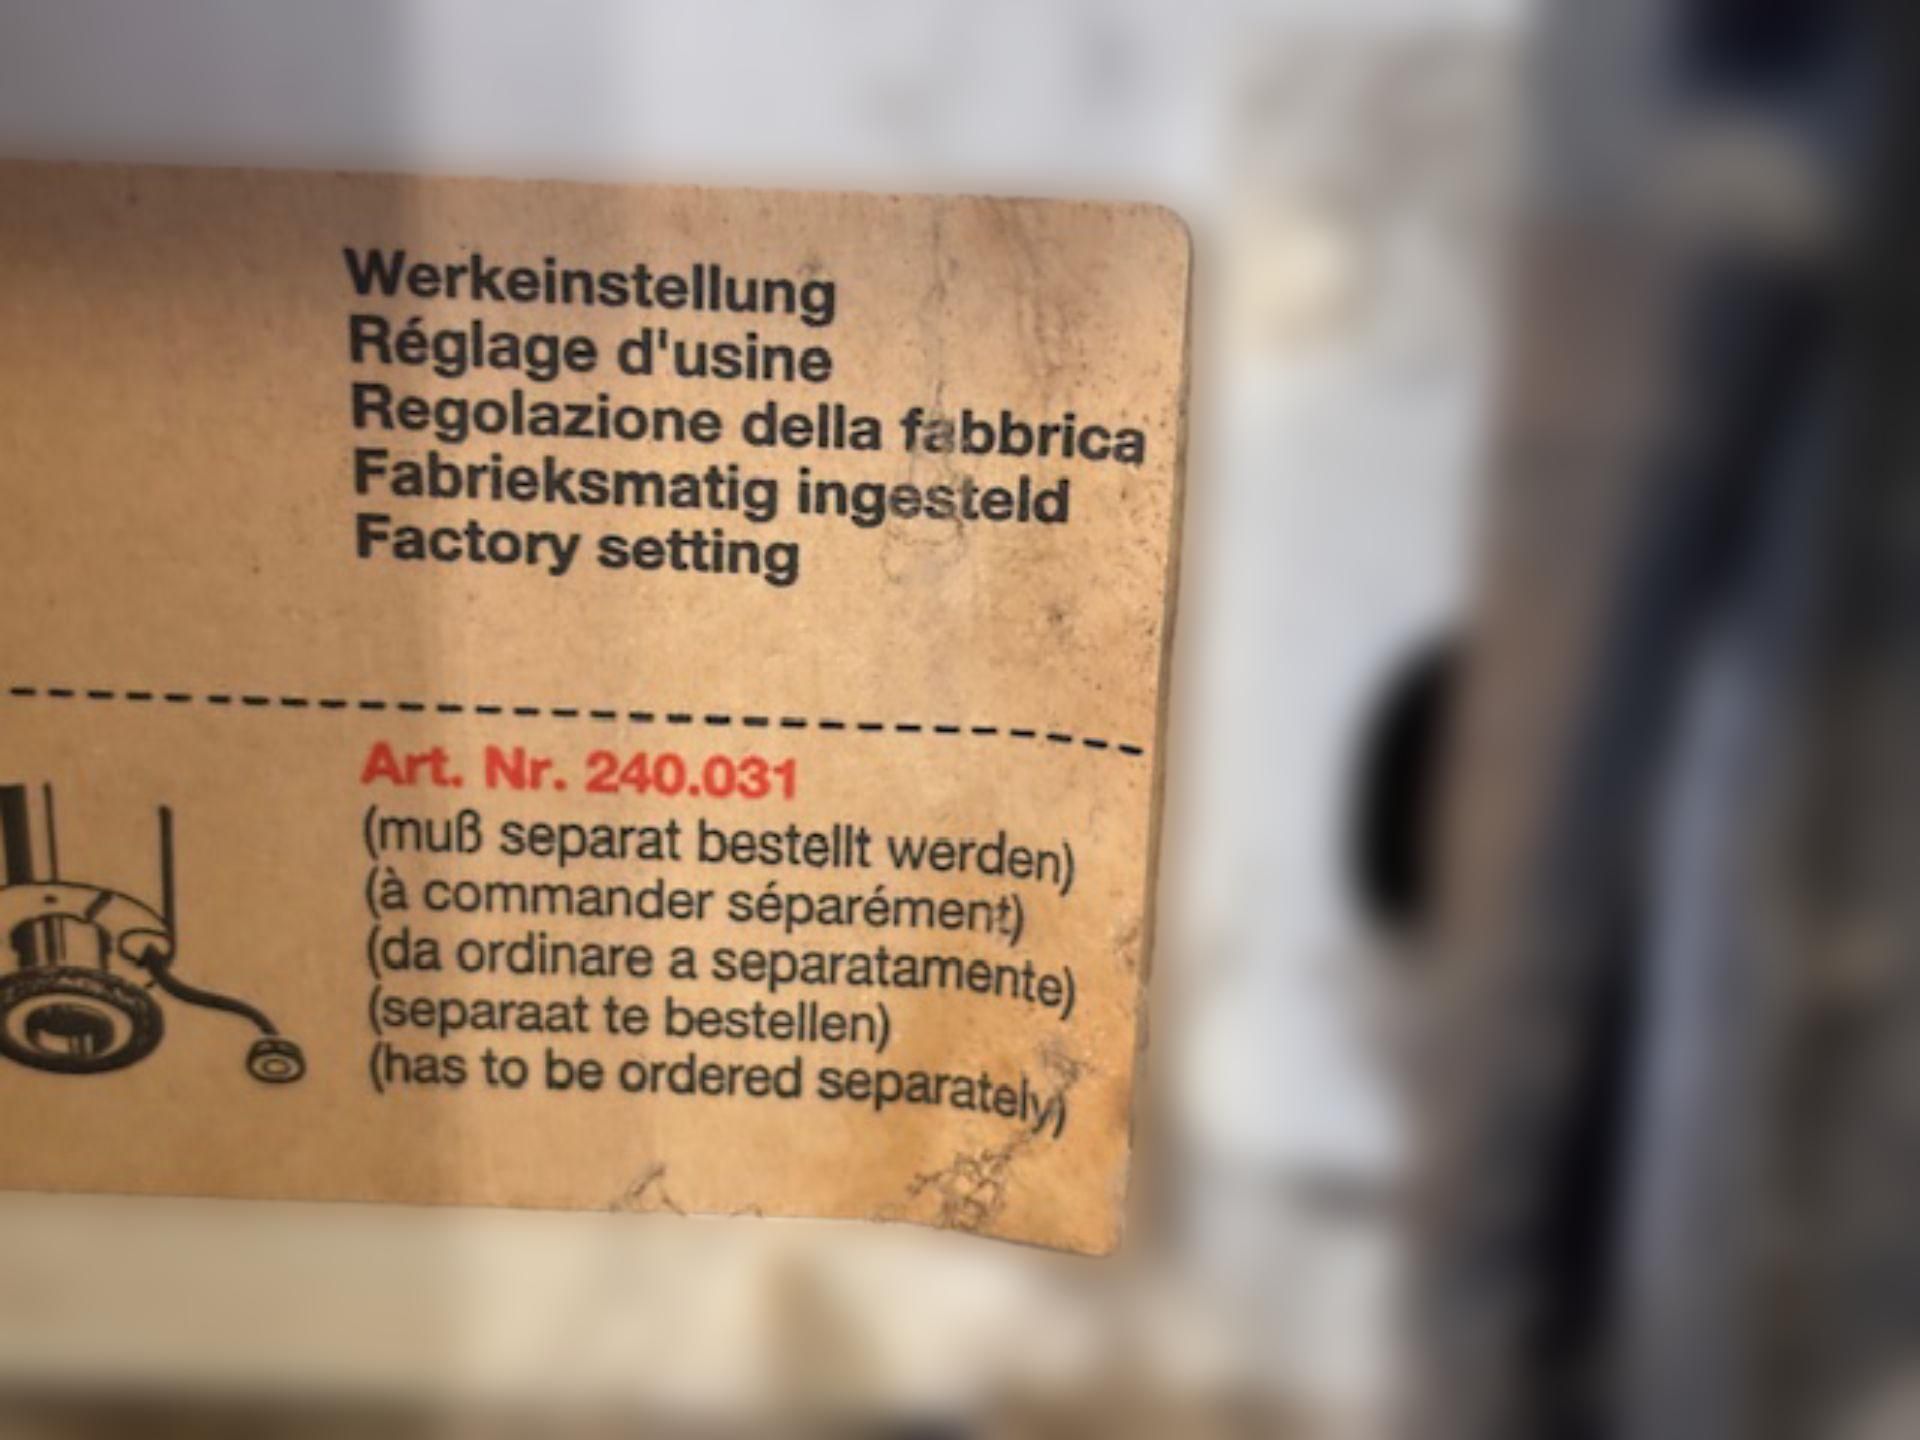 Werkeinstellung
Réglage d'usine
Regolazione della fabbrica
Fabrieksmatig ingesteld
Factory setting
Art. Nr. 240.031
(muß separat bestellt werden)
(à commander séparément)
(da ordinare a separatamente)
(separaat te bestellen)
(has to be ordered separately)